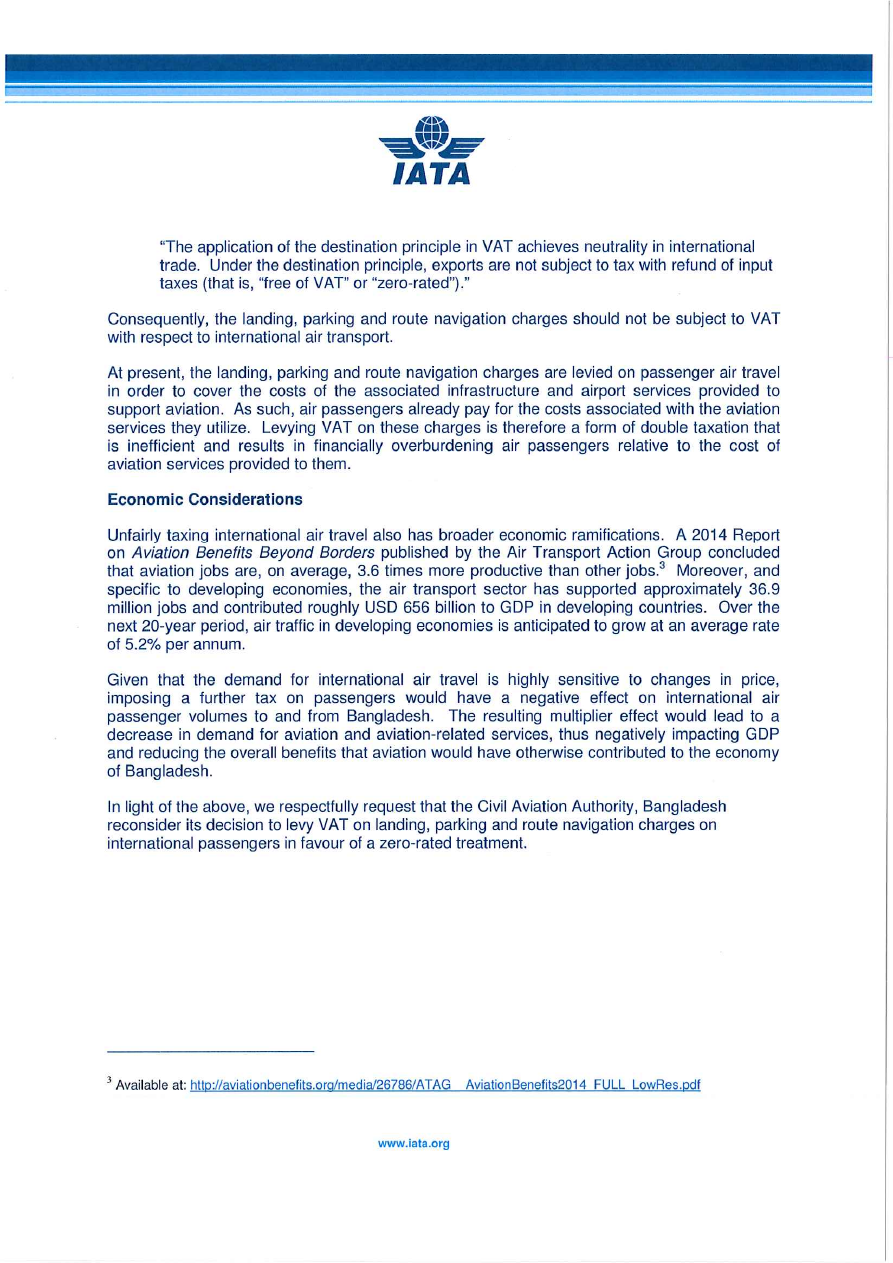 IATA
“The application of the destination principle in VAT achieves neutrality in international
trade. Under the destination principle, exports are not subject to tax with refund of input
taxes (that is, “free of VAT” or “zero-rated”).”
Consequently, the landing, parking and route navigation charges should not be subject to VAT
with respect to international air transport.
At present, the landing, parking and route navigation charges are levied on passenger air travel
in order to cover the costs of the associated infrastructure and airport services provided to
support aviation. As such, air passengers already pay for the costs associated with the aviation
services they utilize. Levying VAT on these charges is therefore a form of double taxation that
is inefficient and results in financially overburdening air passengers relative to the cost of
aviation services provided to them.
Economic Considerations
Unfairly taxing international air travel also has broader economic ramifications. A 2014 Report
on Aviation Benefits Beyond Borders published by the Air Transport Action Group concluded
that aviation jobs are, on average, 3.6 times more productive than other jobs.³ Moreover, and
specific to developing economies, the air transport sector has supported approximately 36.9
million jobs and contributed roughly USD 656 billion to GDP in developing countries. Over the
next 20-year period, air traffic in developing economies is anticipated to grow at an average rate
of 5.2% per annum.
Given that the demand for international air travel is highly sensitive to changes in price,
imposing a further tax on passengers would have a negative effect on international air
passenger volumes to and from Bangladesh. The resulting multiplier effect would lead to a
decrease in demand for aviation and aviation-related services, thus negatively impacting GDP
and reducing the overall benefits that aviation would have otherwise contributed to the economy
of Bangladesh.
In light of the above, we respectfully request that the Civil Aviation Authority, Bangladesh
reconsider its decision to levy VAT on landing, parking and route navigation charges on
international passengers in favour of a zero-rated treatment.
³ Available at: http://aviationbenefits.org/media/26786/ATAG__AviationBenefits2014_FULL_LowRes.pdf
www.iata.org